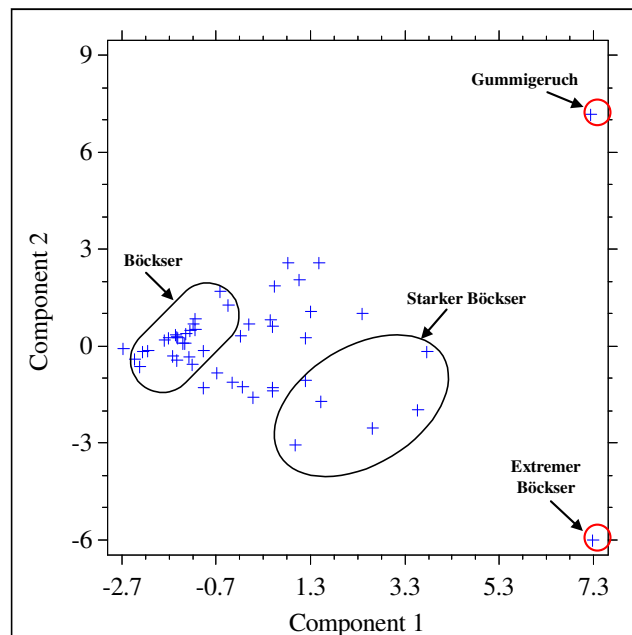 Gummigeruch
Böckser
Starker Böckser
Extremer
Böckser
Component 2
9
6
3
0
-3
-6
-2.7 -0.7 1.3 3.3 5.3 7.3
Component 1